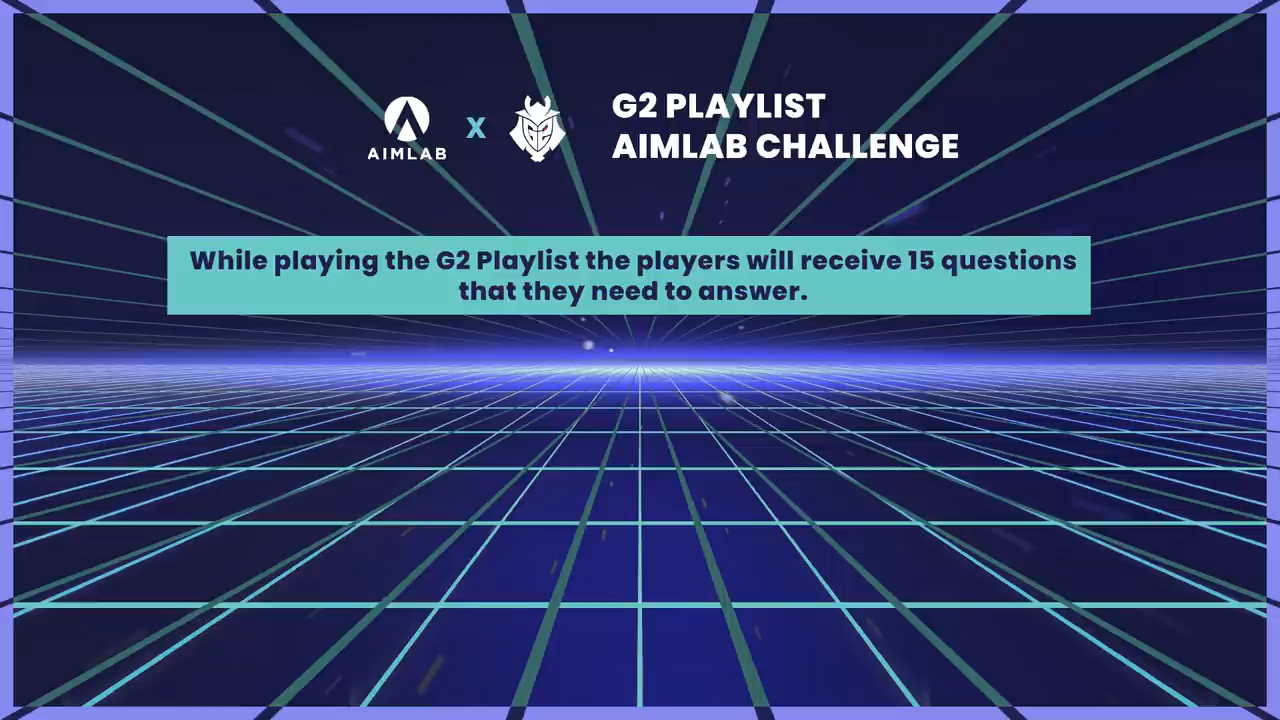 AIMLAB
X
G2 PLAYLIST
AIMLAB CHALLENGE
While playing the G2 Playlist the players will receive 15 questions
that they need to answer.